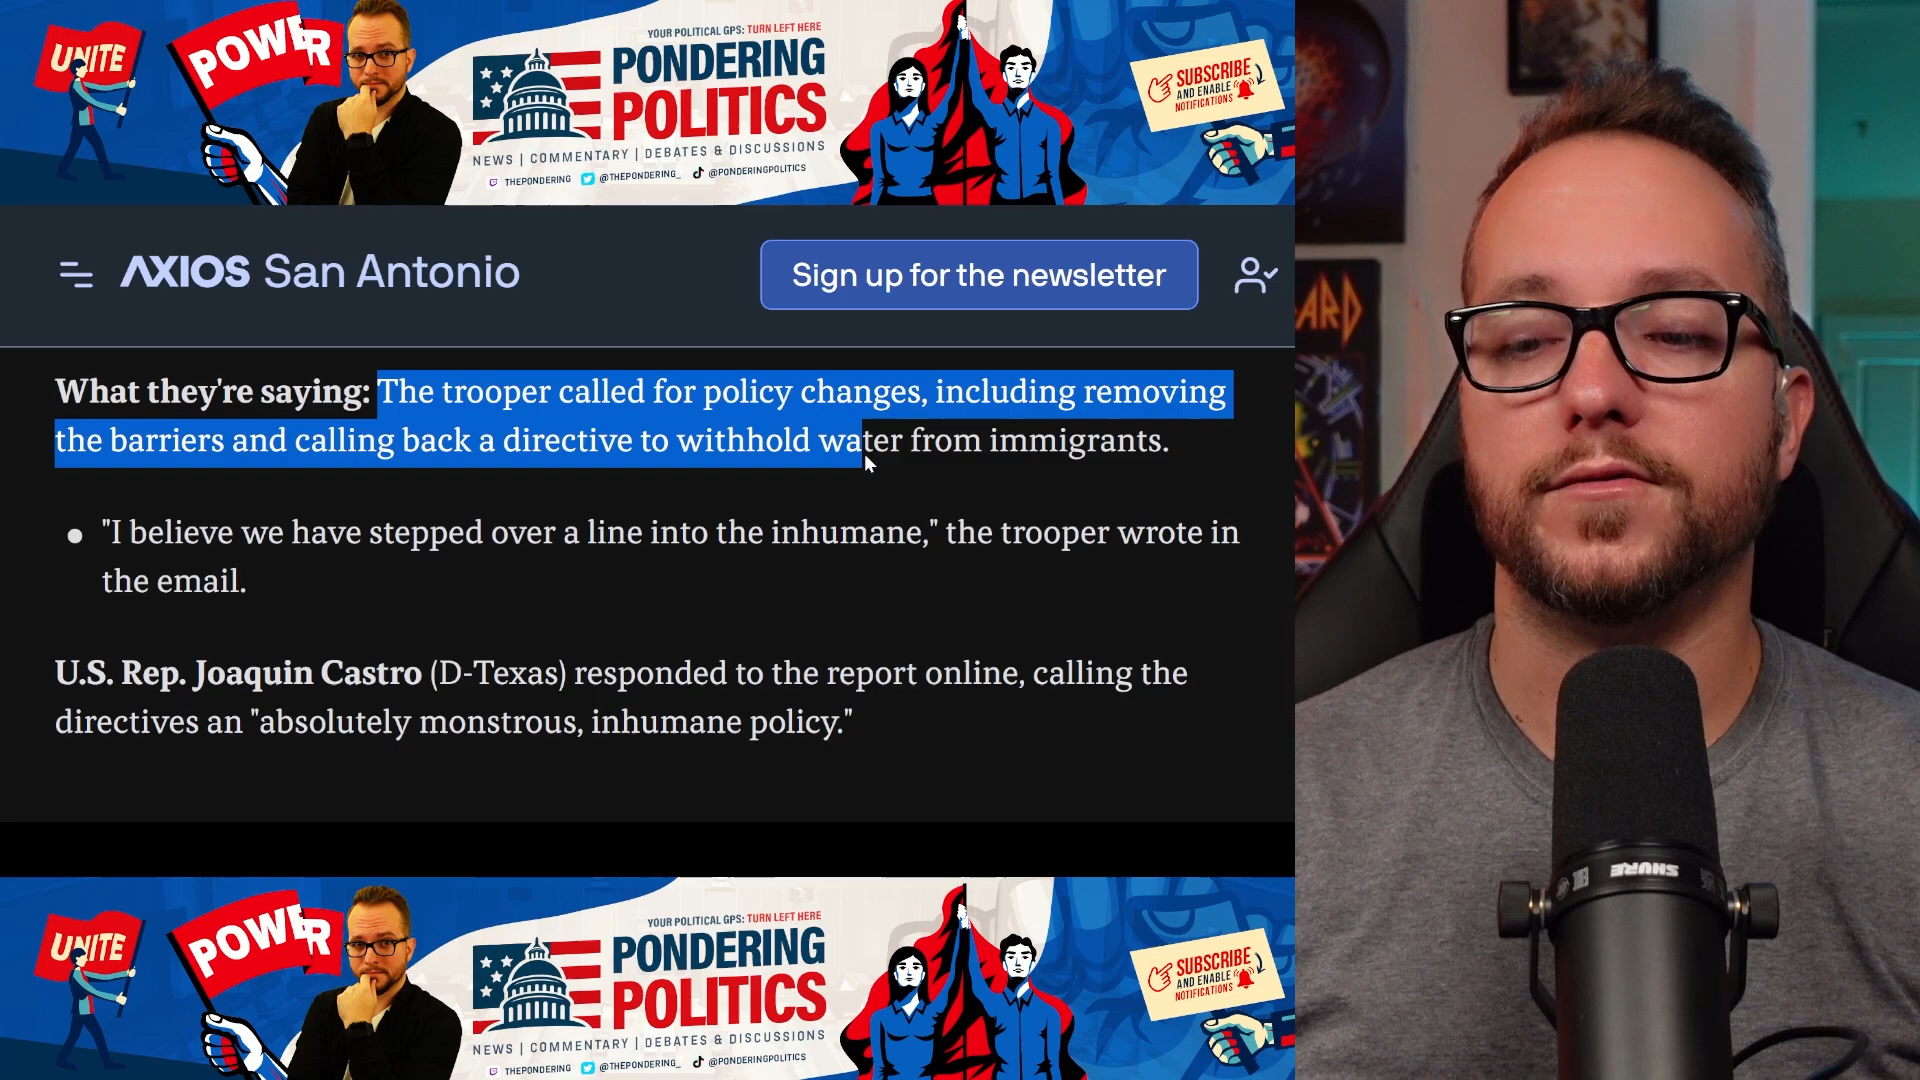 UNITE
POWER
YOUR POLITICAL GPS: TURN LEFT HERE
PONDERING
POLITICS
NEWS | COMMENTARY | DEBATES & DISCUSSIONS
THEPONDERING @THEPONDERING_ @PONDERINGPOLITICS
SUBSCRIBE
AND ENABLE
NOTIFICATIONS
AXIOS San Antonio
Sign up for the newsletter
What they're saying: The trooper called for policy changes, including removing
the barriers and calling back a directive to withhold water from immigrants.
"I believe we have stepped over a line into the inhumane," the trooper wrote in
the email.
U.S. Rep. Joaquin Castro (D-Texas) responded to the report online, calling the
directives an "absolutely monstrous, inhumane policy."
UNITE
POWER
YOUR POLITICAL GPS: TURN LEFT HERE
PONDERING
POLITICS
NEWS | COMMENTARY | DEBATES & DISCUSSIONS
THEPONDERING @THEPONDERING_ @PONDERINGPOLITICS
SUBSCRIBE
AND ENABLE
NOTIFICATIONS
ARD
SHURE